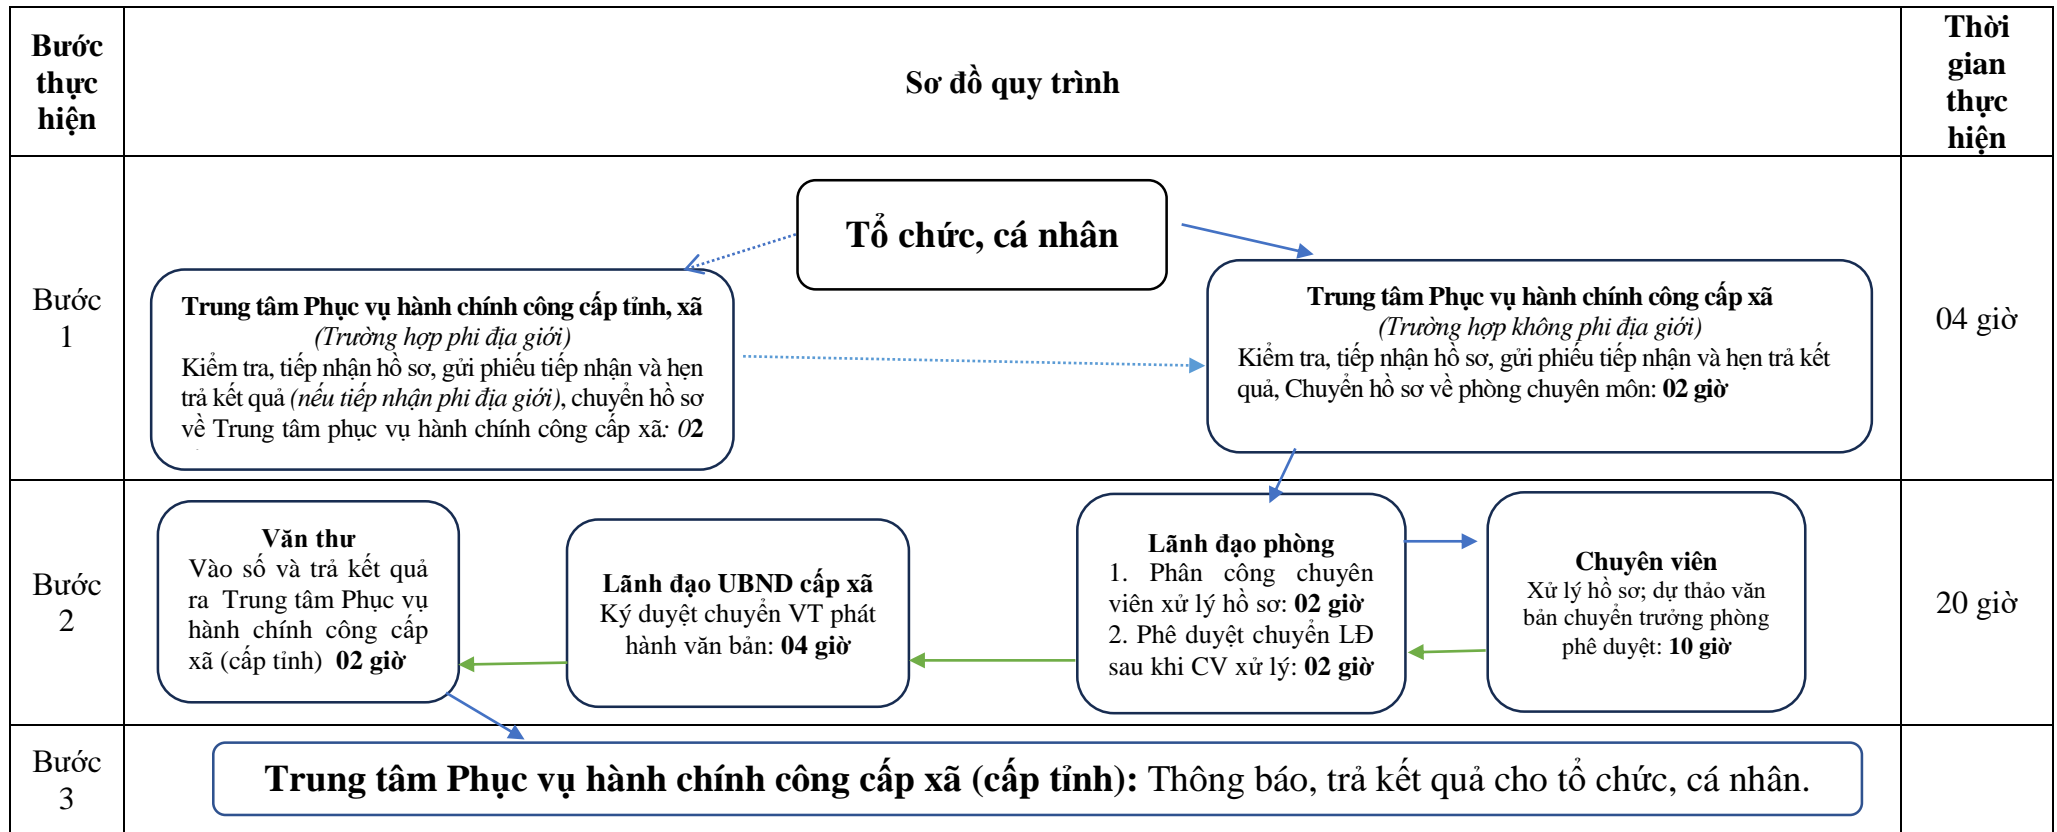 Bước
thực
hiện
Sơ đồ quy trình
Thời
gian
thực
hiện
Bước
1
Tổ chức, cá nhân
Trung tâm Phục vụ hành chính công cấp tỉnh, xã
(Trường hợp phi địa giới)
Kiểm tra, tiếp nhận hồ sơ, gửi phiếu tiếp nhận và hẹn
trả kết quả (nếu tiếp nhận phi địa giới), chuyển hồ sơ
về Trung tâm phục vụ hành chính công cấp xã: 02
Trung tâm Phục vụ hành chính công cấp xã
(Trường hợp không phi địa giới)
Kiểm tra, tiếp nhận hồ sơ, gửi phiếu tiếp nhận và hẹn trả kết
quả, Chuyển hồ sơ về phòng chuyên môn: 02 giờ
04 giờ
Bước
2
Văn thư
Vào số và trả kết quả
ra Trung tâm Phục vụ
hành chính công cấp
xã (cấp tỉnh) 02 giờ
Lãnh đạo UBND cấp xã
Ký duyệt chuyển VT phát
hành văn bản: 04 giờ
Lãnh đạo phòng
1. Phân công chuyên
viên xử lý hồ sơ: 02 giờ
2. Phê duyệt chuyển LĐ
sau khi CV xử lý: 02 giờ
Chuyên viên
Xử lý hồ sơ; dự thảo văn
bản chuyển trưởng phòng
phê duyệt: 10 giờ
20 giờ
Bước
3
Trung tâm Phục vụ hành chính công cấp xã (cấp tỉnh): Thông báo, trả kết quả cho tổ chức, cá nhân.